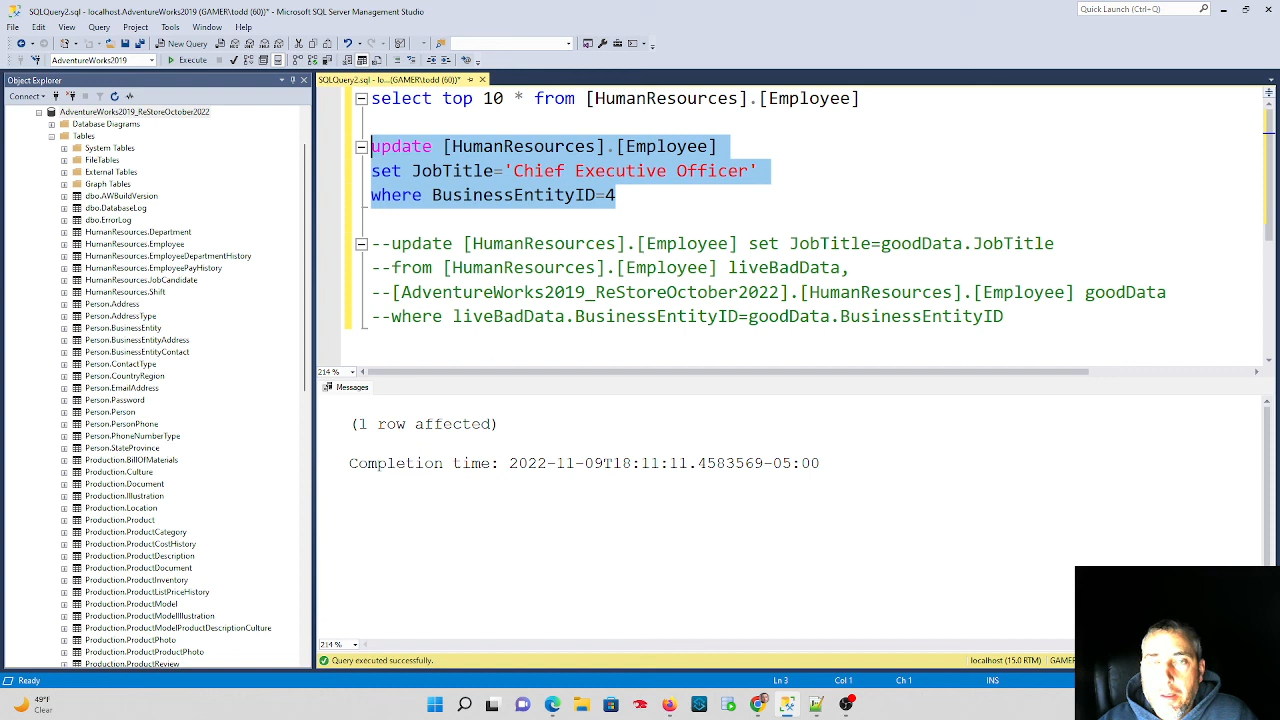 SQLQuery2.sql - localhost.AdventureWorks2019 (GAMER\todd (60))* - Microsoft SQL Server Management Studio
Quick Launch (Ctrl+Q)
File Edit View Query Project Tools Window Help
New Query
AdventureWorks2019
Execute
Object Explorer
SQLQuery2.sql - lo...(GAMER\todd (60))*
Connect
AdventureWorks2019_ReStoreOctober2022
Database Diagrams
Tables
System Tables
FileTables
External Tables
Graph Tables
dbo.AWBuildVersion
dbo.DatabaseLog
dbo.ErrorLog
HumanResources.Department
HumanResources.Employee
HumanResources.EmployeeDepartmentHistory
HumanResources.EmployeePayHistory
HumanResources.JobCandidate
HumanResources.Shift
Person.Address
Person.AddressType
Person.BusinessEntity
Person.BusinessEntityAddress
Person.BusinessEntityContact
Person.ContactType
Person.CountryRegion
Person.EmailAddress
Person.Password
Person.Person
Person.PersonPhone
Person.PhoneNumberType
Person.StateProvince
Production.BillOfMaterials
Production.Culture
Production.Document
Production.Illustration
Production.Location
Production.Product
Production.ProductCategory
Production.ProductCostHistory
Production.ProductDescription
Production.ProductDocument
Production.ProductInventory
Production.ProductListPriceHistory
Production.ProductModel
Production.ProductModelIllustration
Production.ProductModelProductDescriptionCulture
Production.ProductPhoto
Production.ProductProductPhoto
Production.ProductReview
select top 10 * from [HumanResources].[Employee]
update [HumanResources].[Employee]
set JobTitle='Chief Executive Officer'
where BusinessEntityID=4
--update [HumanResources].[Employee] set JobTitle=goodData.JobTitle
--from [HumanResources].[Employee] liveBadData,
--[AdventureWorks2019_ReStoreOctober2022].[HumanResources].[Employee] goodData
--where liveBadData.BusinessEntityID=goodData.BusinessEntityID
214 %
Messages
(1 row affected)
Completion time: 2022-11-09T18:11:11.4583569-05:00
214 %
Query executed successfully.
localhost (15.0 RTM)
GAMER
Ready
Ln 3
Col 1
Ch 1
INS
49°F
Clear